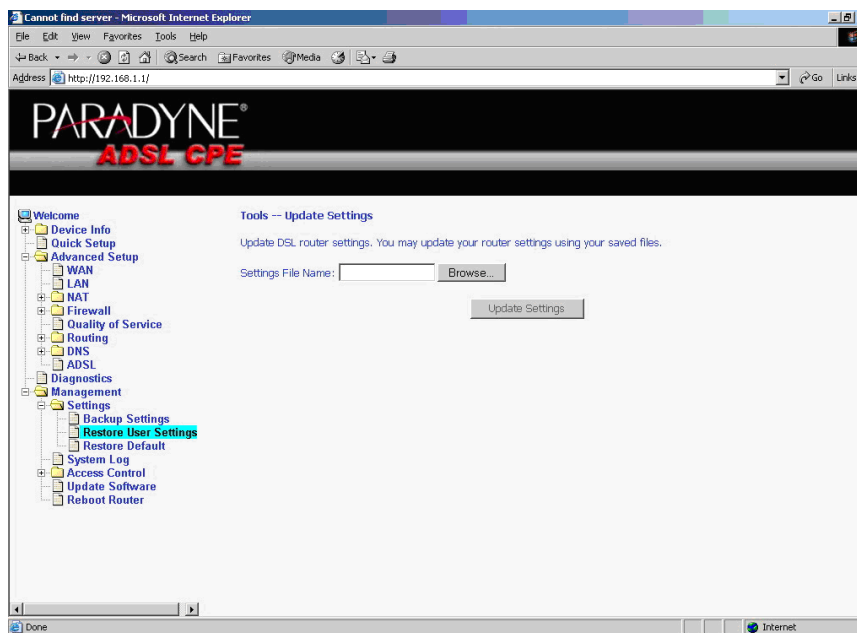 Cannot find server - Microsoft Internet Explorer
File Edit View Favorites Tools Help
Back Search Favorites Media
Address http://192.168.1.1/ Go Links
PARADYNE®
ADSL CPE
Welcome
Device Info
Quick Setup
Advanced Setup
WAN
LAN
NAT
Firewall
Quality of Service
Routing
DNS
ADSL
Diagnostics
Management
Settings
Backup Settings
Restore User Settings
Restore Default
System Log
Access Control
Update Software
Reboot Router
Tools -- Update Settings
Update DSL router settings. You may update your router settings using your saved files.
Settings File Name: Browse...
Update Settings
Done Internet